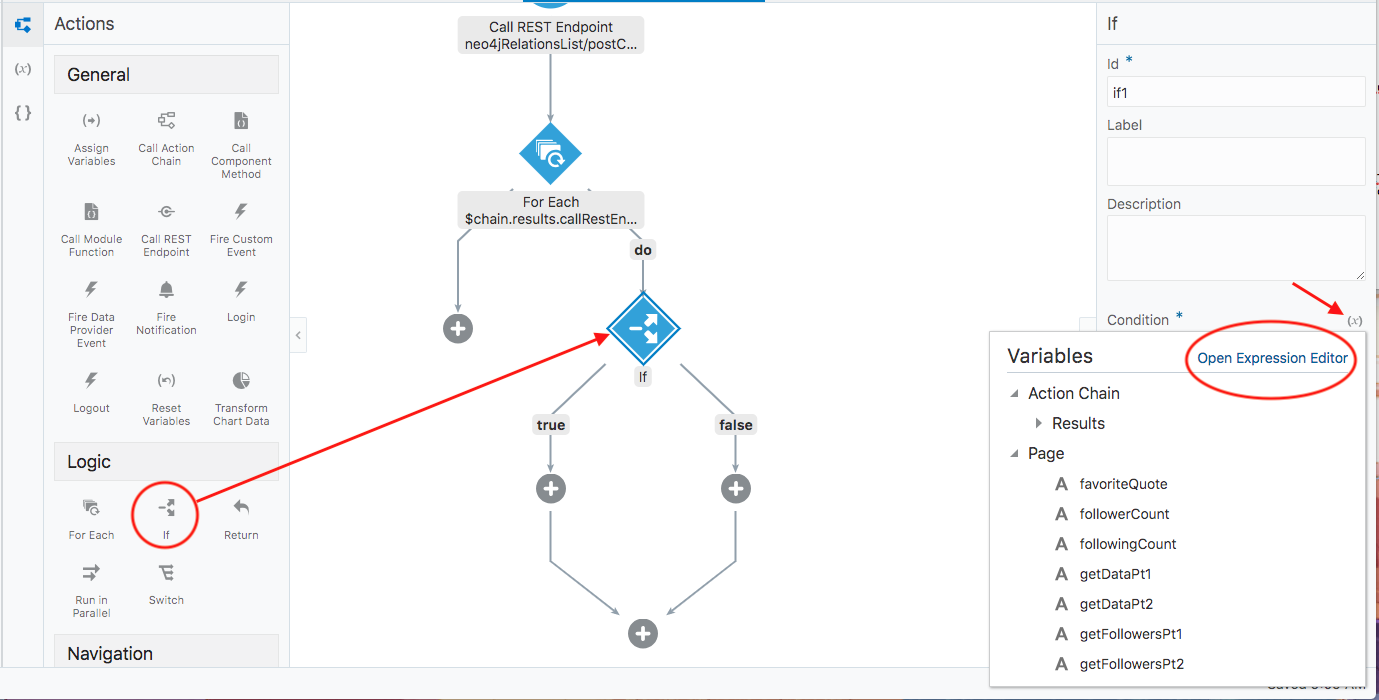 Actions
General
(→)
Assign
Variables
Call Action
Chain
Call
Component
Method
Call Module
Function
Call REST
Endpoint
Fire Custom
Event
Fire Data
Provider
Event
Fire
Notification
Login
Logout
Reset
Variables
Transform
Chart Data
Logic
For Each
If
Return
Run in
Parallel
Switch
Navigation
(x)
{ }
Call REST Endpoint
neo4jRelationsList/postC...
For Each
$chain.results.callRestEn...
do
If
true
false
If
Id *
if1
Label
Description
Condition *
(x)
Variables
Open Expression Editor
Action Chain
Results
Page
A favoriteQuote
A followerCount
A followingCount
A getDataPt1
A getDataPt2
A getFollowersPt1
A getFollowersPt2